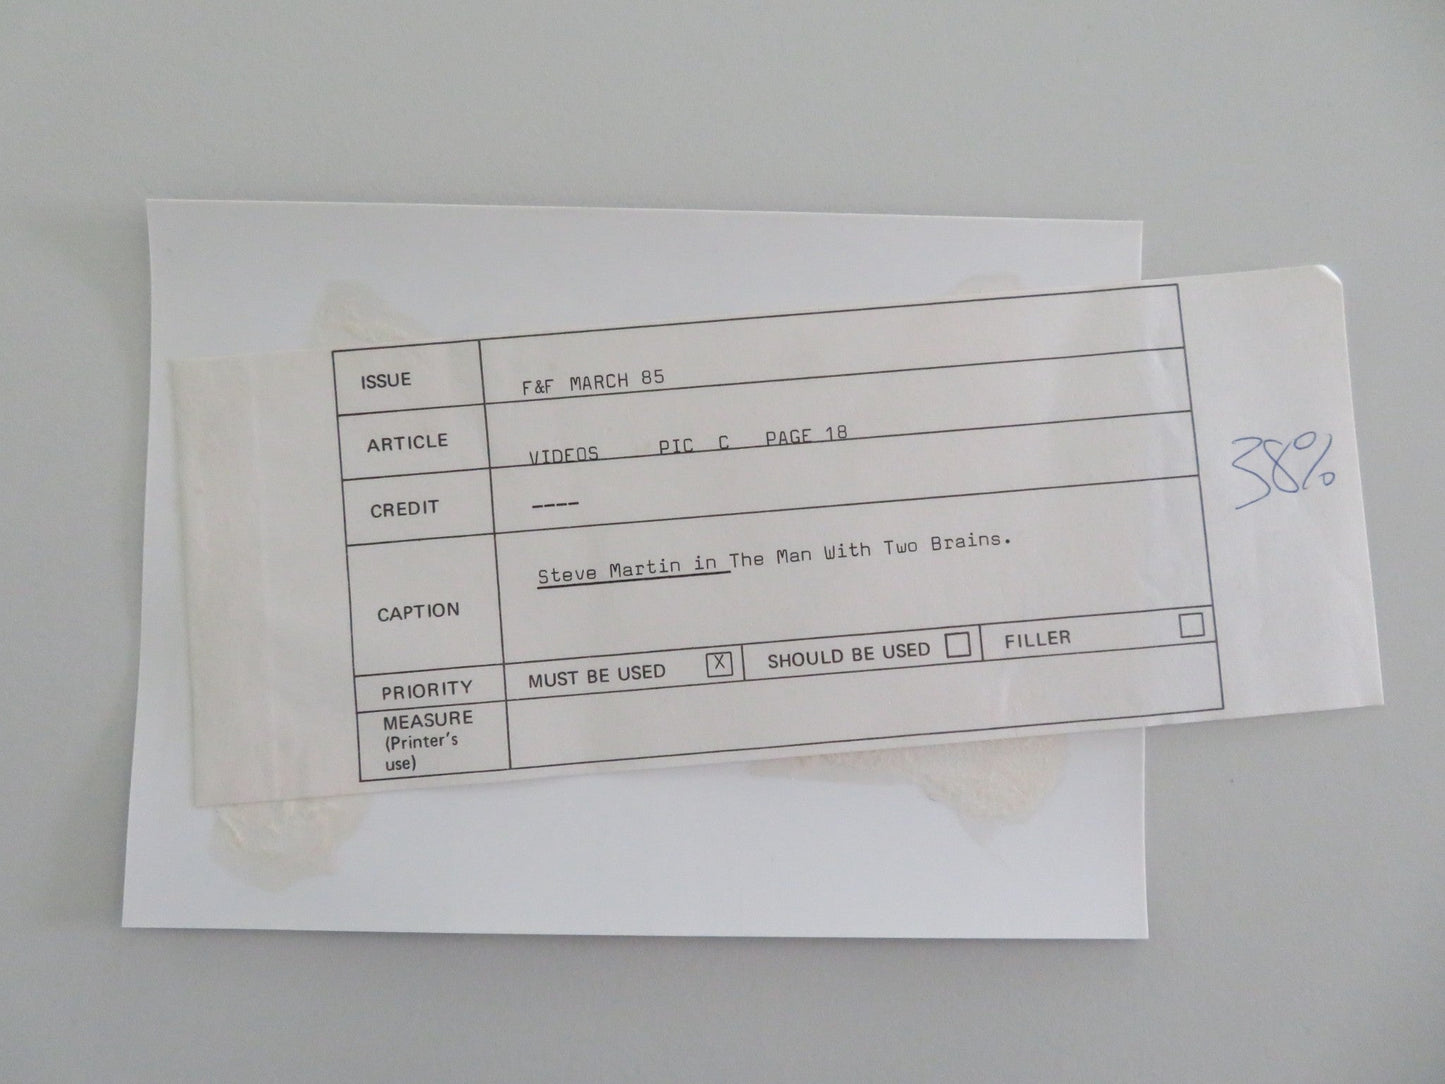 ISSUE F&F MARCH 85
ARTICLE VIDEOS PIC C PAGE 18
CREDIT ----
CAPTION Steve Martin in The Man With Two Brains.
PRIORITY MUST BE USED X SHOULD BE USED FILLER
MEASURE
(Printer's
use)
38%